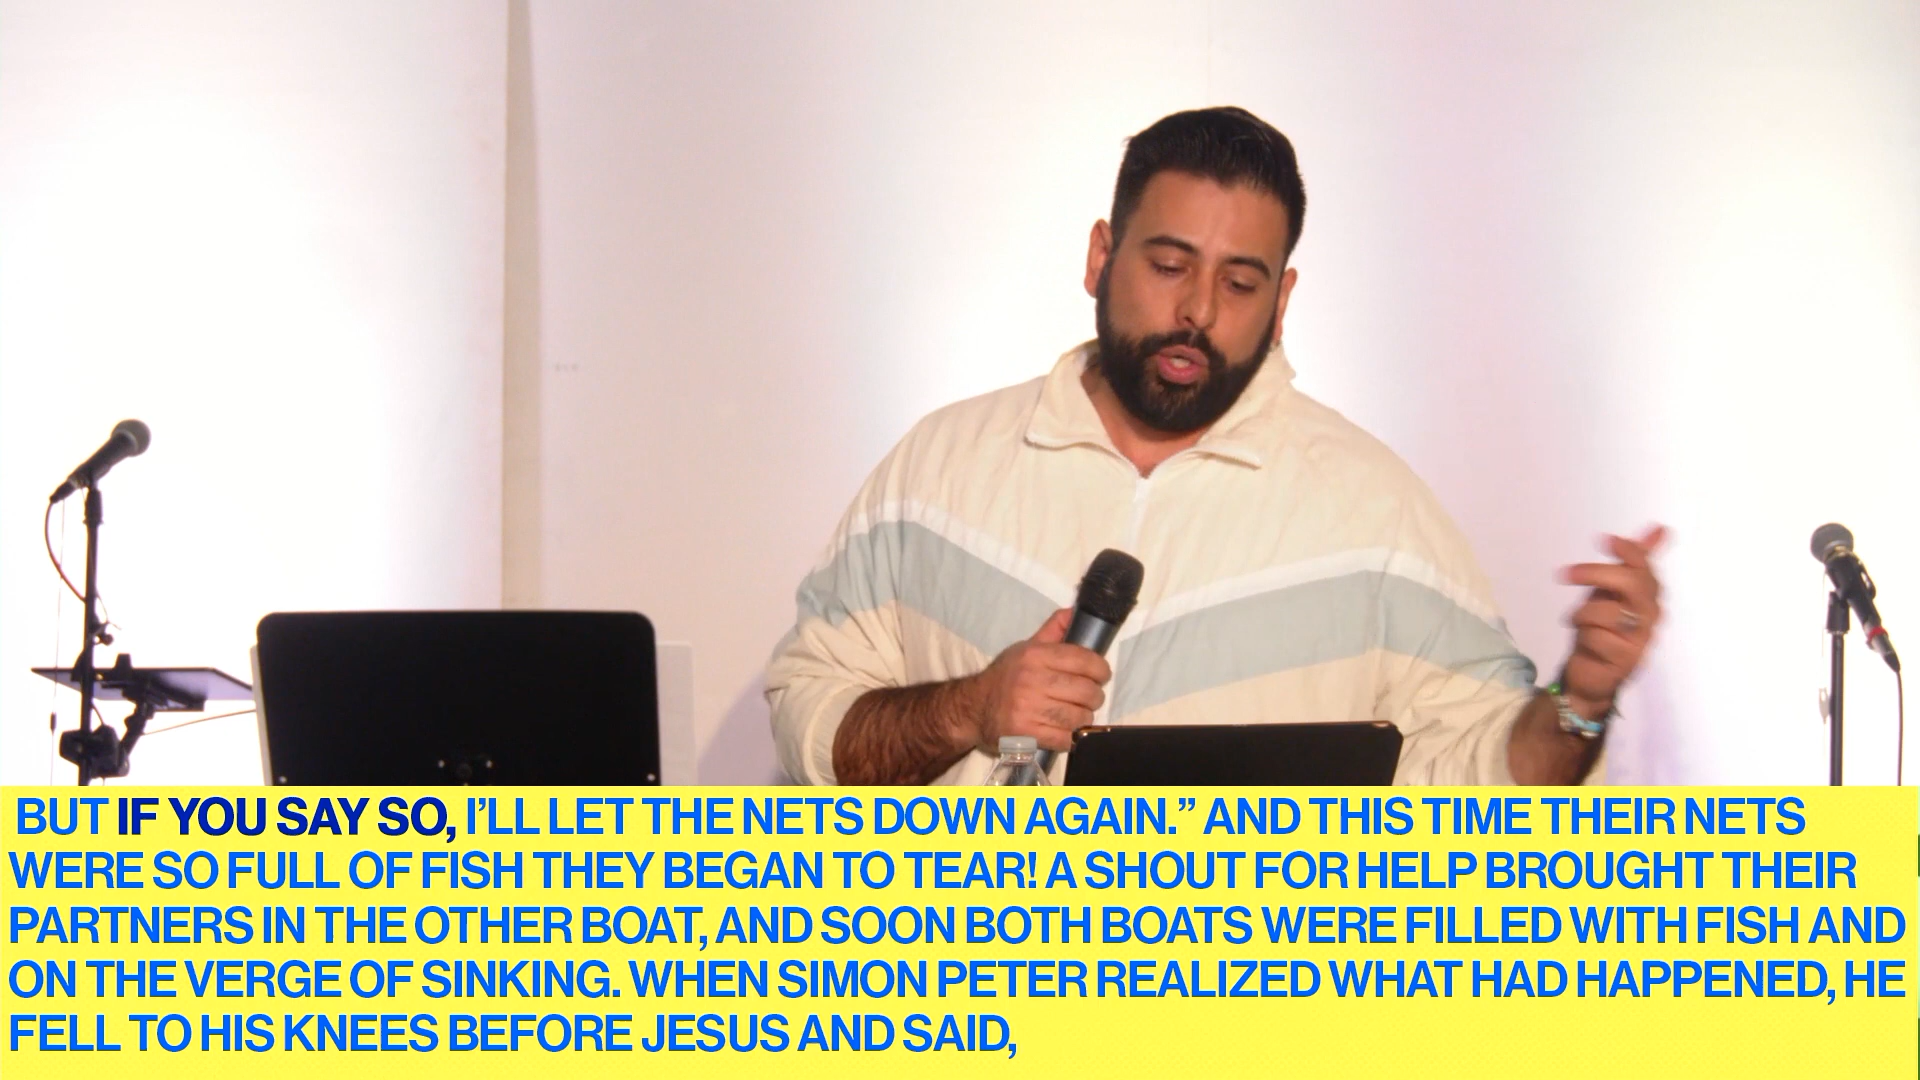 BUT IF YOU SAY SO, I’LL LET THE NETS DOWN AGAIN.” AND THIS TIME THEIR NETS
WERE SO FULL OF FISH THEY BEGAN TO TEAR! A SHOUT FOR HELP BROUGHT THEIR
PARTNERS IN THE OTHER BOAT, AND SOON BOTH BOATS WERE FILLED WITH FISH AND
ON THE VERGE OF SINKING. WHEN SIMON PETER REALIZED WHAT HAD HAPPENED, HE
FELL TO HIS KNEES BEFORE JESUS AND SAID,